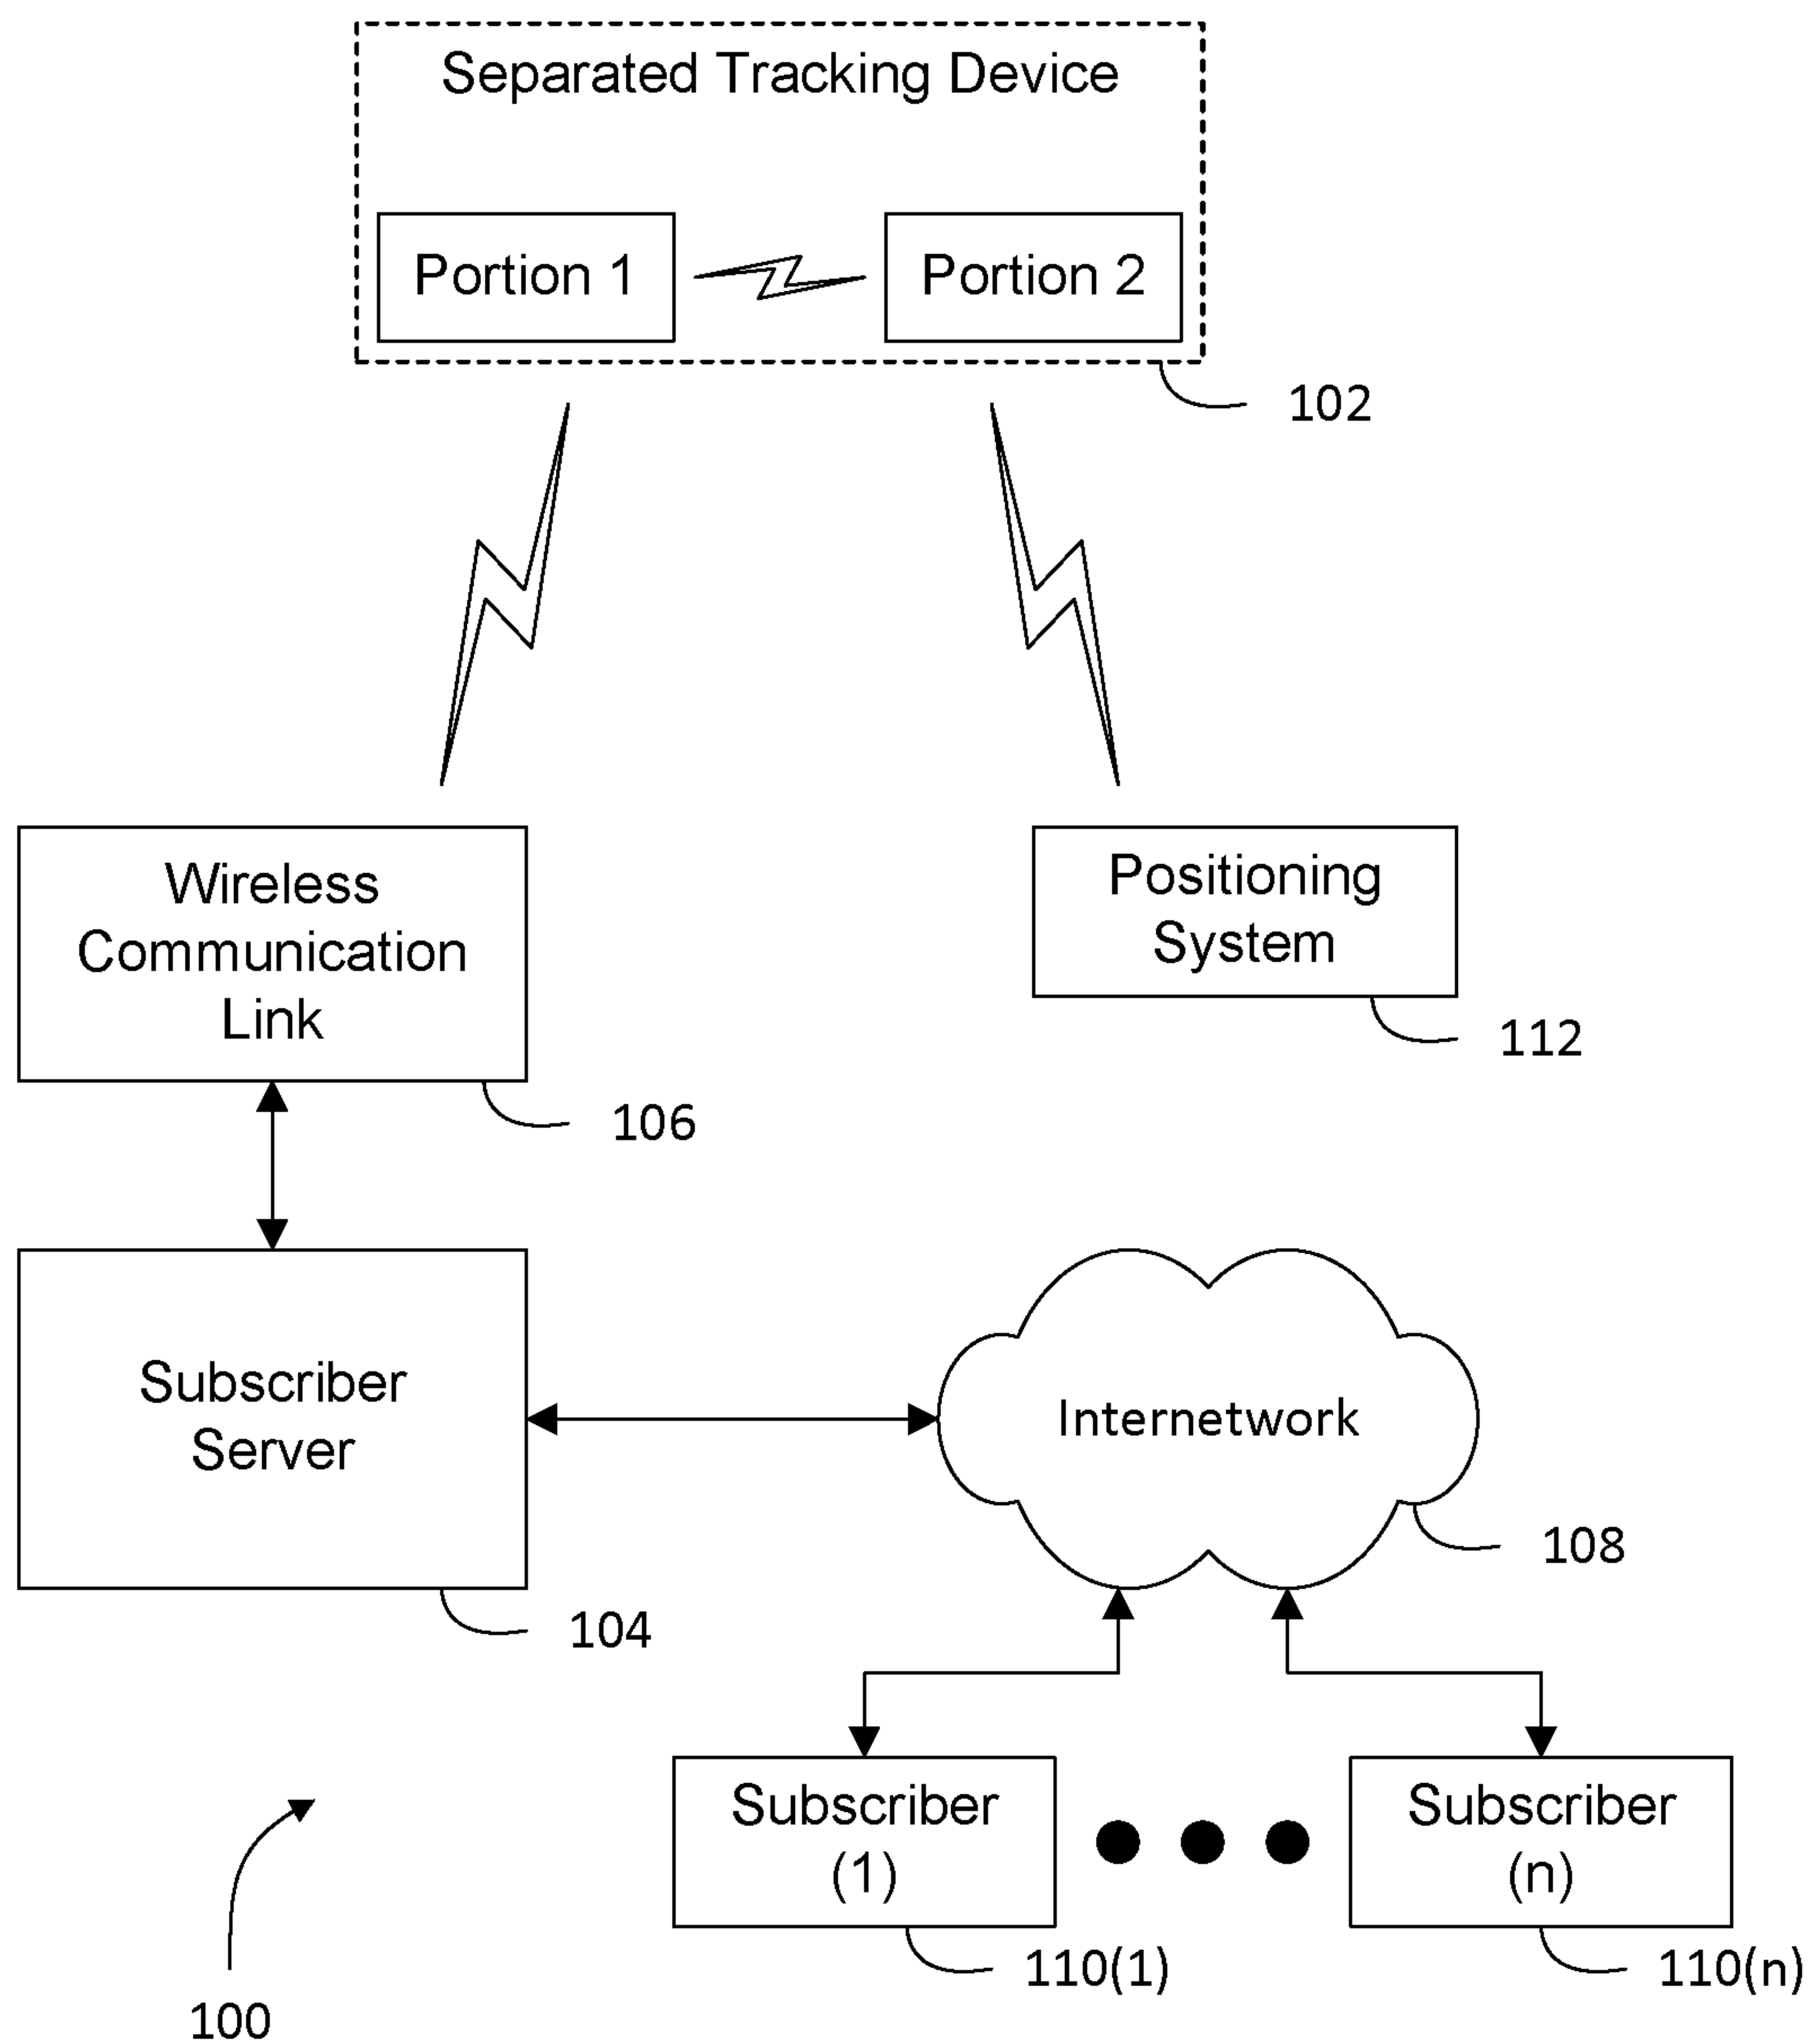 Separated Tracking Device
Portion 1
Portion 2
102
Wireless
Communication
Link
106
Positioning
System
112
Subscriber
Server
104
Internetwork
108
Subscriber
(1)
110(1)
Subscriber
(n)
110(n)
100